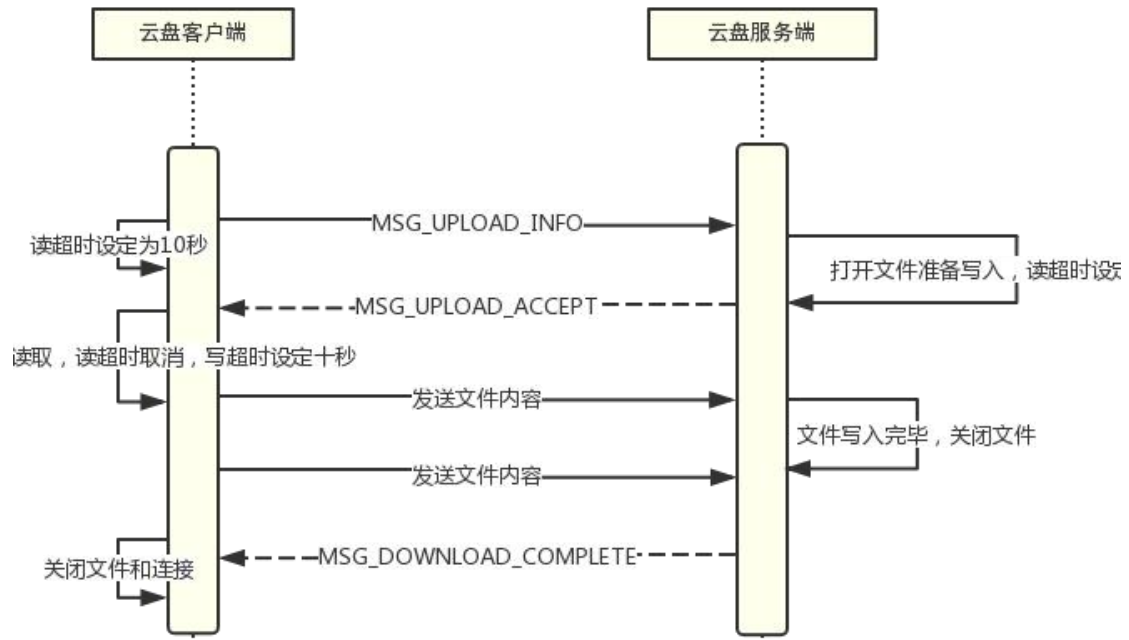 云盘客户端
云盘服务端
MSG_UPLOAD_INFO
读超时设定为10秒
打开文件准备写入，读超时设定
MSG_UPLOAD_ACCEPT
读取，读超时取消，写超时设定十秒
发送文件内容
文件写入完毕，关闭文件
发送文件内容
MSG_DOWNLOAD_COMPLETE
关闭文件和连接